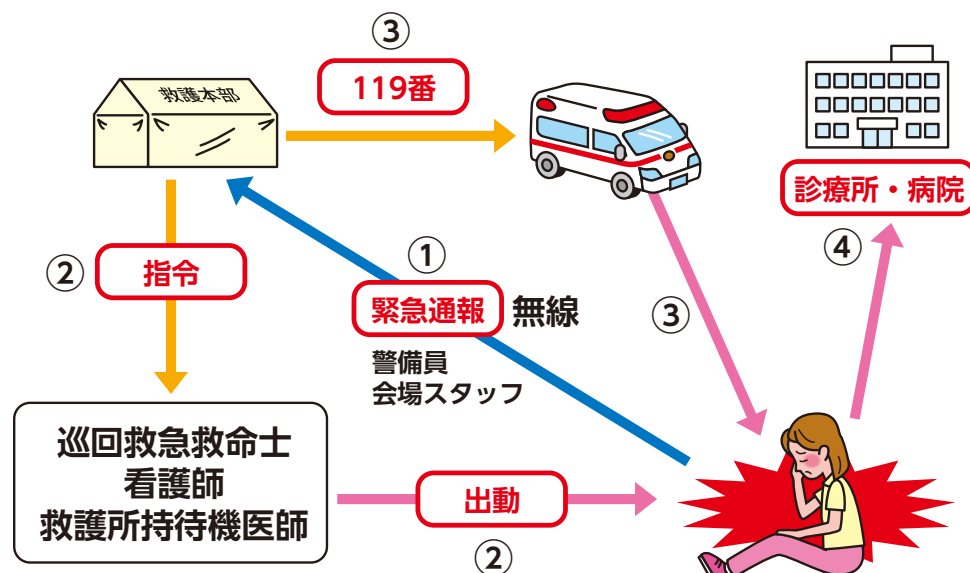 ③
119番
救護本部
診療所・病院
④
①
② 指令
緊急通報 無線
③
警備員
会場スタッフ
巡回救急救命士
看護師
救護所持待機医師
出動
②